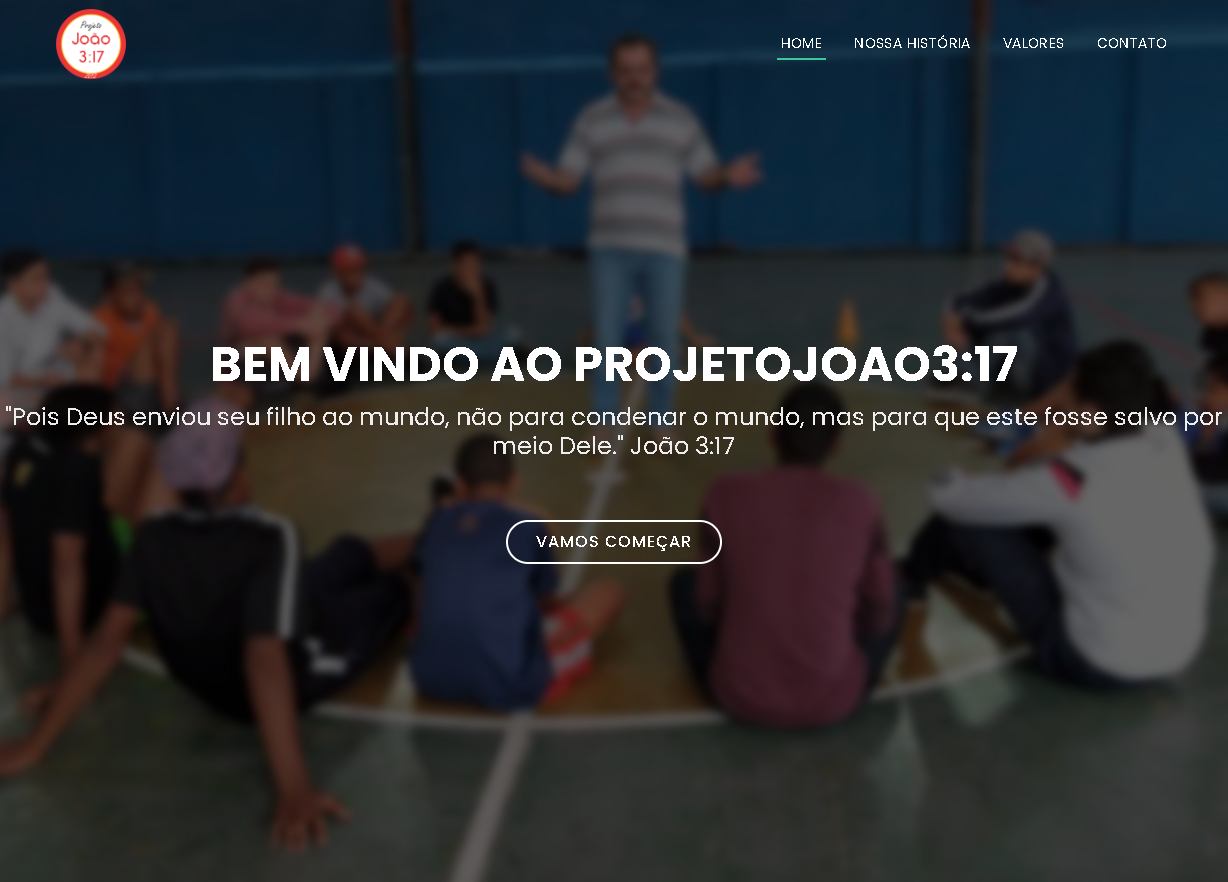 Projeto
João
3:17
2012
HOME NOSSA HISTÓRIA VALORES CONTATO
BEM VINDO AO PROJETOJOAO3:17
"Pois Deus enviou seu filho ao mundo, não para condenar o mundo, mas para que este fosse salvo por
meio Dele." João 3:17
VAMOS COMEÇAR